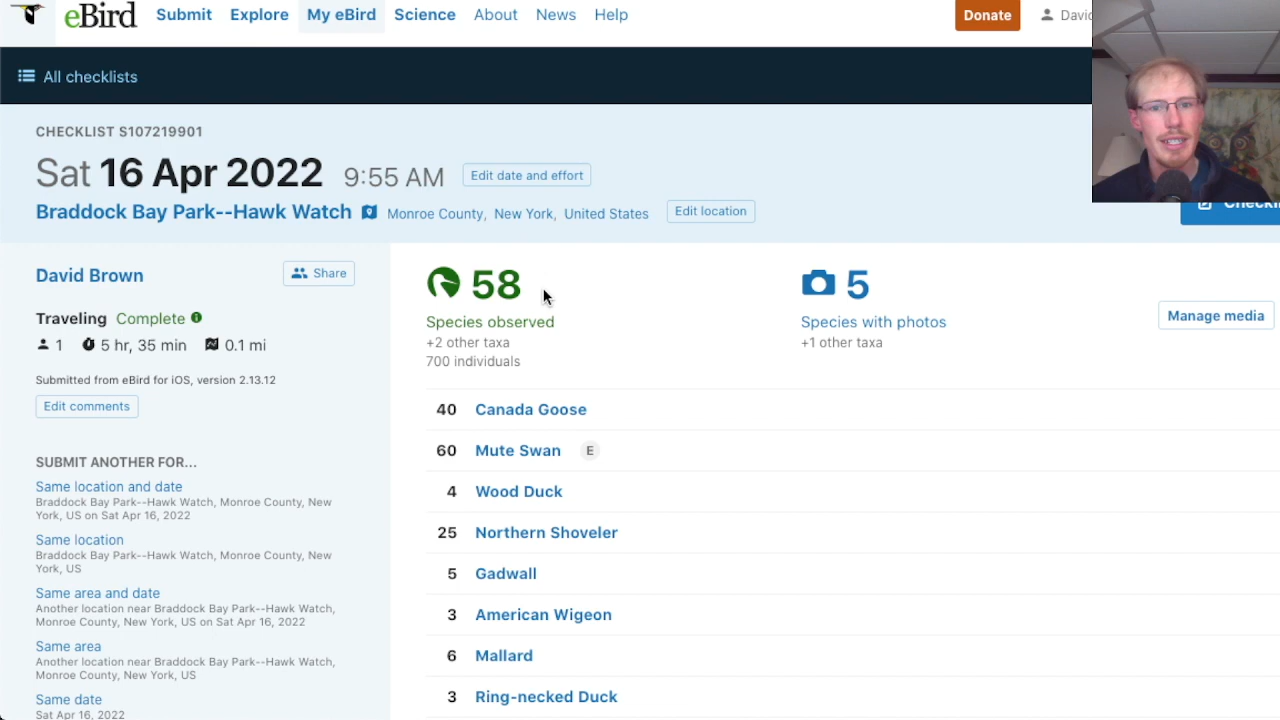 eBird Submit Explore My eBird Science About News Help Donate
All checklists
CHECKLIST S107219901
Sat 16 Apr 2022 9:55 AM Edit date and effort
Braddock Bay Park--Hawk Watch Monroe County, New York, United States Edit location
David Brown Share
Traveling Complete
1 5 hr, 35 min 0.1 mi
Submitted from eBird for iOS, version 2.13.12
Edit comments
SUBMIT ANOTHER FOR...
Same location and date
Braddock Bay Park--Hawk Watch, Monroe County, New
York, US on Sat Apr 16, 2022
Same location
Braddock Bay Park--Hawk Watch, Monroe County, New
York, US
Same area and date
Another location near Braddock Bay Park--Hawk Watch,
Monroe County, New York, US on Sat Apr 16, 2022
Same area
Another location near Braddock Bay Park--Hawk Watch,
Monroe County, New York, US
Same date
Sat Apr 16, 2022
58
Species observed
+2 other taxa
700 individuals
5
Species with photos
+1 other taxa
Manage media
40 Canada Goose
60 Mute Swan E
4 Wood Duck
25 Northern Shoveler
5 Gadwall
3 American Wigeon
6 Mallard
3 Ring-necked Duck